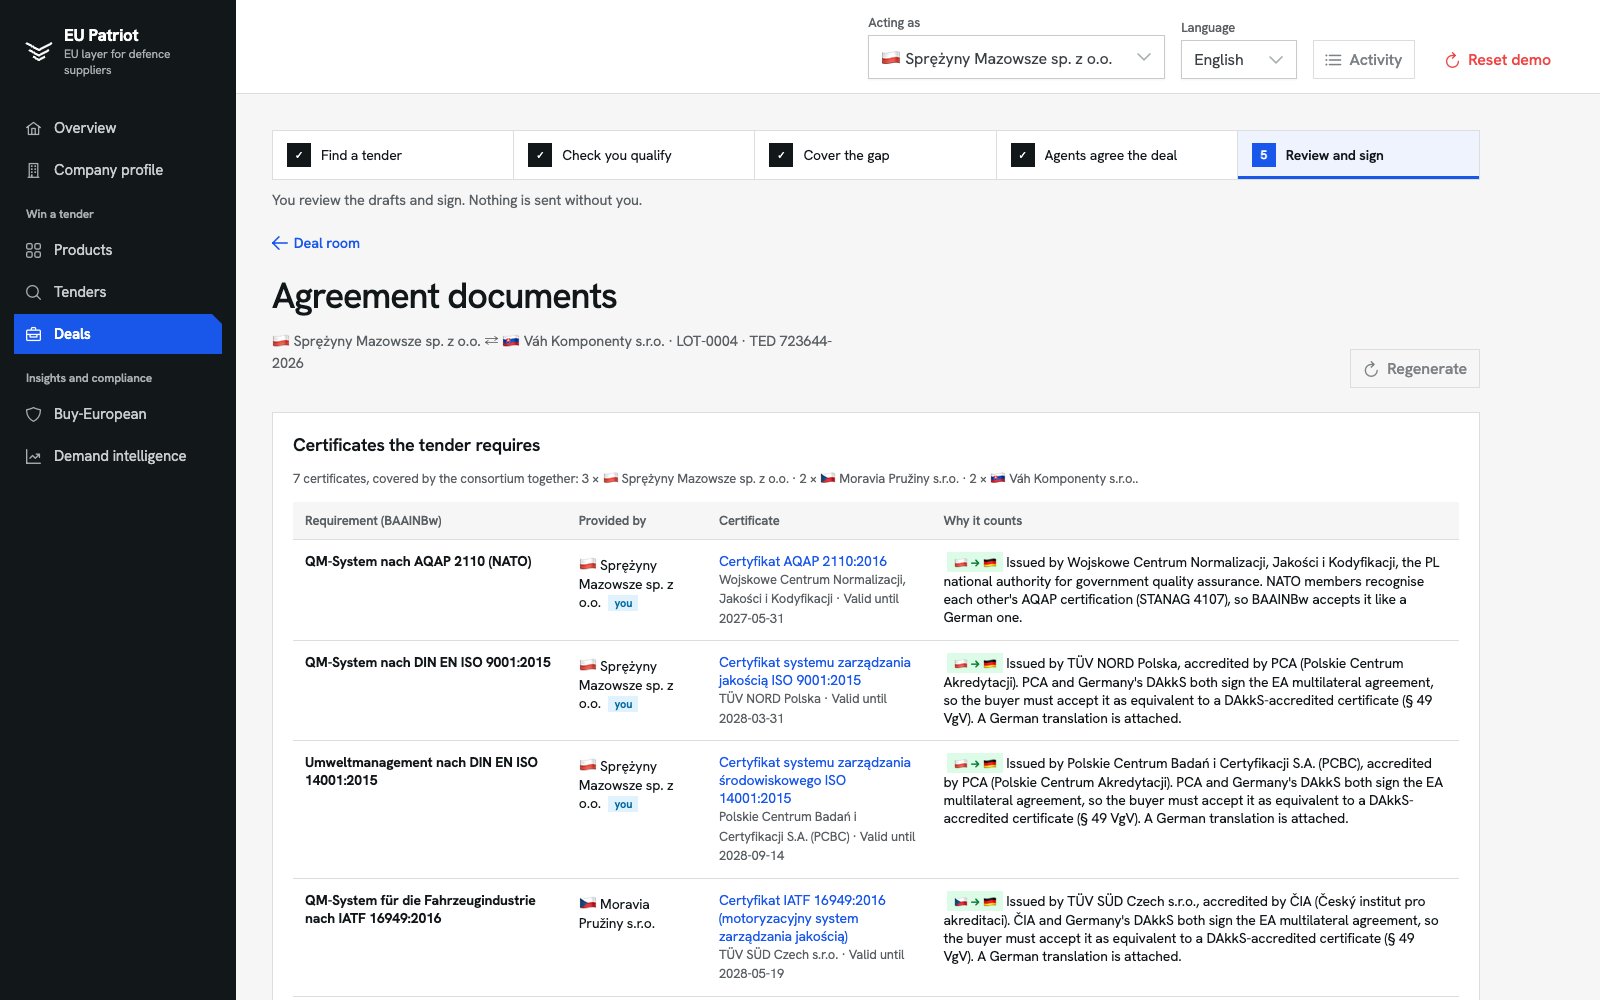 EU Patriot
EU layer for defence
suppliers
Overview
Company profile
Win a tender
Products
Tenders
Deals
Insights and compliance
Buy-European
Demand intelligence
Acting as
Sprężyny Mazowsze sp. z o.o.
Language
English
Activity
Reset demo
✓ Find a tender
✓ Check you qualify
✓ Cover the gap
✓ Agents agree the deal
5 Review and sign
You review the drafts and sign. Nothing is sent without you.
← Deal room
Agreement documents
Sprężyny Mazowsze sp. z o.o. ⇄ Váh Komponenty s.r.o. · LOT-0004 · TED 723644-
2026
Regenerate
Certificates the tender requires
7 certificates, covered by the consortium together: 3 × Sprężyny Mazowsze sp. z o.o. · 2 × Moravia Pružiny s.r.o. · 2 × Váh Komponenty s.r.o..
Requirement (BAAINBw)
Provided by
Certificate
Why it counts
QM-System nach AQAP 2110 (NATO)
Sprężyny
Mazowsze sp. z
o.o. you
Certyfikat AQAP 2110:2016
Wojskowe Centrum Normalizacji,
Jakości i Kodyfikacji · Valid until
2027-05-31
→ Issued by Wojskowe Centrum Normalizacji, Jakości i Kodyfikacji, the PL
national authority for government quality assurance. NATO members recognise
each other's AQAP certification (STANAG 4107), so BAAINBw accepts it like a
German one.
QM-System nach DIN EN ISO 9001:2015
Sprężyny
Mazowsze sp. z
o.o. you
Certyfikat systemu zarządzania
jakością ISO 9001:2015
TÜV NORD Polska · Valid until
2028-03-31
→ Issued by TÜV NORD Polska, accredited by PCA (Polskie Centrum
Akredytacji). PCA and Germany's DAkkS both sign the EA multilateral agreement,
so the buyer must accept it as equivalent to a DAkkS-accredited certificate (§ 49
VgV). A German translation is attached.
Umweltmanagement nach DIN EN ISO
14001:2015
Sprężyny
Mazowsze sp. z
o.o. you
Certyfikat systemu zarządzania
środowiskowego ISO
14001:2015
Polskie Centrum Badań i
Certyfikacji S.A. (PCBC) · Valid until
2028-09-14
→ Issued by Polskie Centrum Badań i Certyfikacji S.A. (PCBC), accredited
by PCA (Polskie Centrum Akredytacji). PCA and Germany's DAkkS both sign the EA
multilateral agreement, so the buyer must accept it as equivalent to a DAkkS-
accredited certificate (§ 49 VgV). A German translation is attached.
QM-System für die Fahrzeugindustrie
nach IATF 16949:2016
Moravia
Pružiny s.r.o.
Certyfikat IATF 16949:2016
(motoryzacyjny system
zarządzania jakością)
TÜV SÜD Czech s.r.o. · Valid until
2028-05-19
→ Issued by TÜV SÜD Czech s.r.o., accredited by ČIA (Český institut pro
akreditaci). ČIA and Germany's DAkkS both sign the EA multilateral agreement, so
the buyer must accept it as equivalent to a DAkkS-accredited certificate (§ 49
VgV). A German translation is attached.